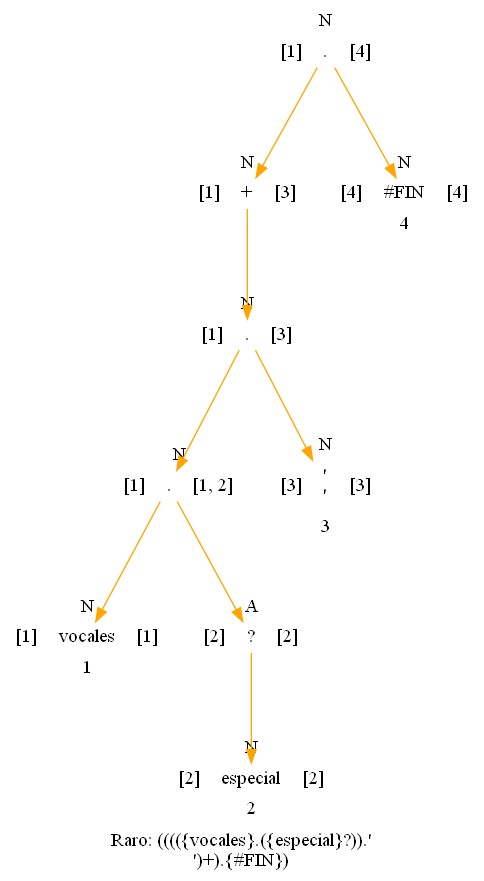 N
[1] . [4]
N N
[1] + [3] [4] #FIN [4]
4
N
[1] . [3]
N N
[1] . [1, 2] [3] '
' [3]
3
N A
[1] vocales [1] [2] ? [2]
1
N
[2] especial [2]
2
Raro: (((({vocales}.({especial}?)).'
')+).{#FIN})